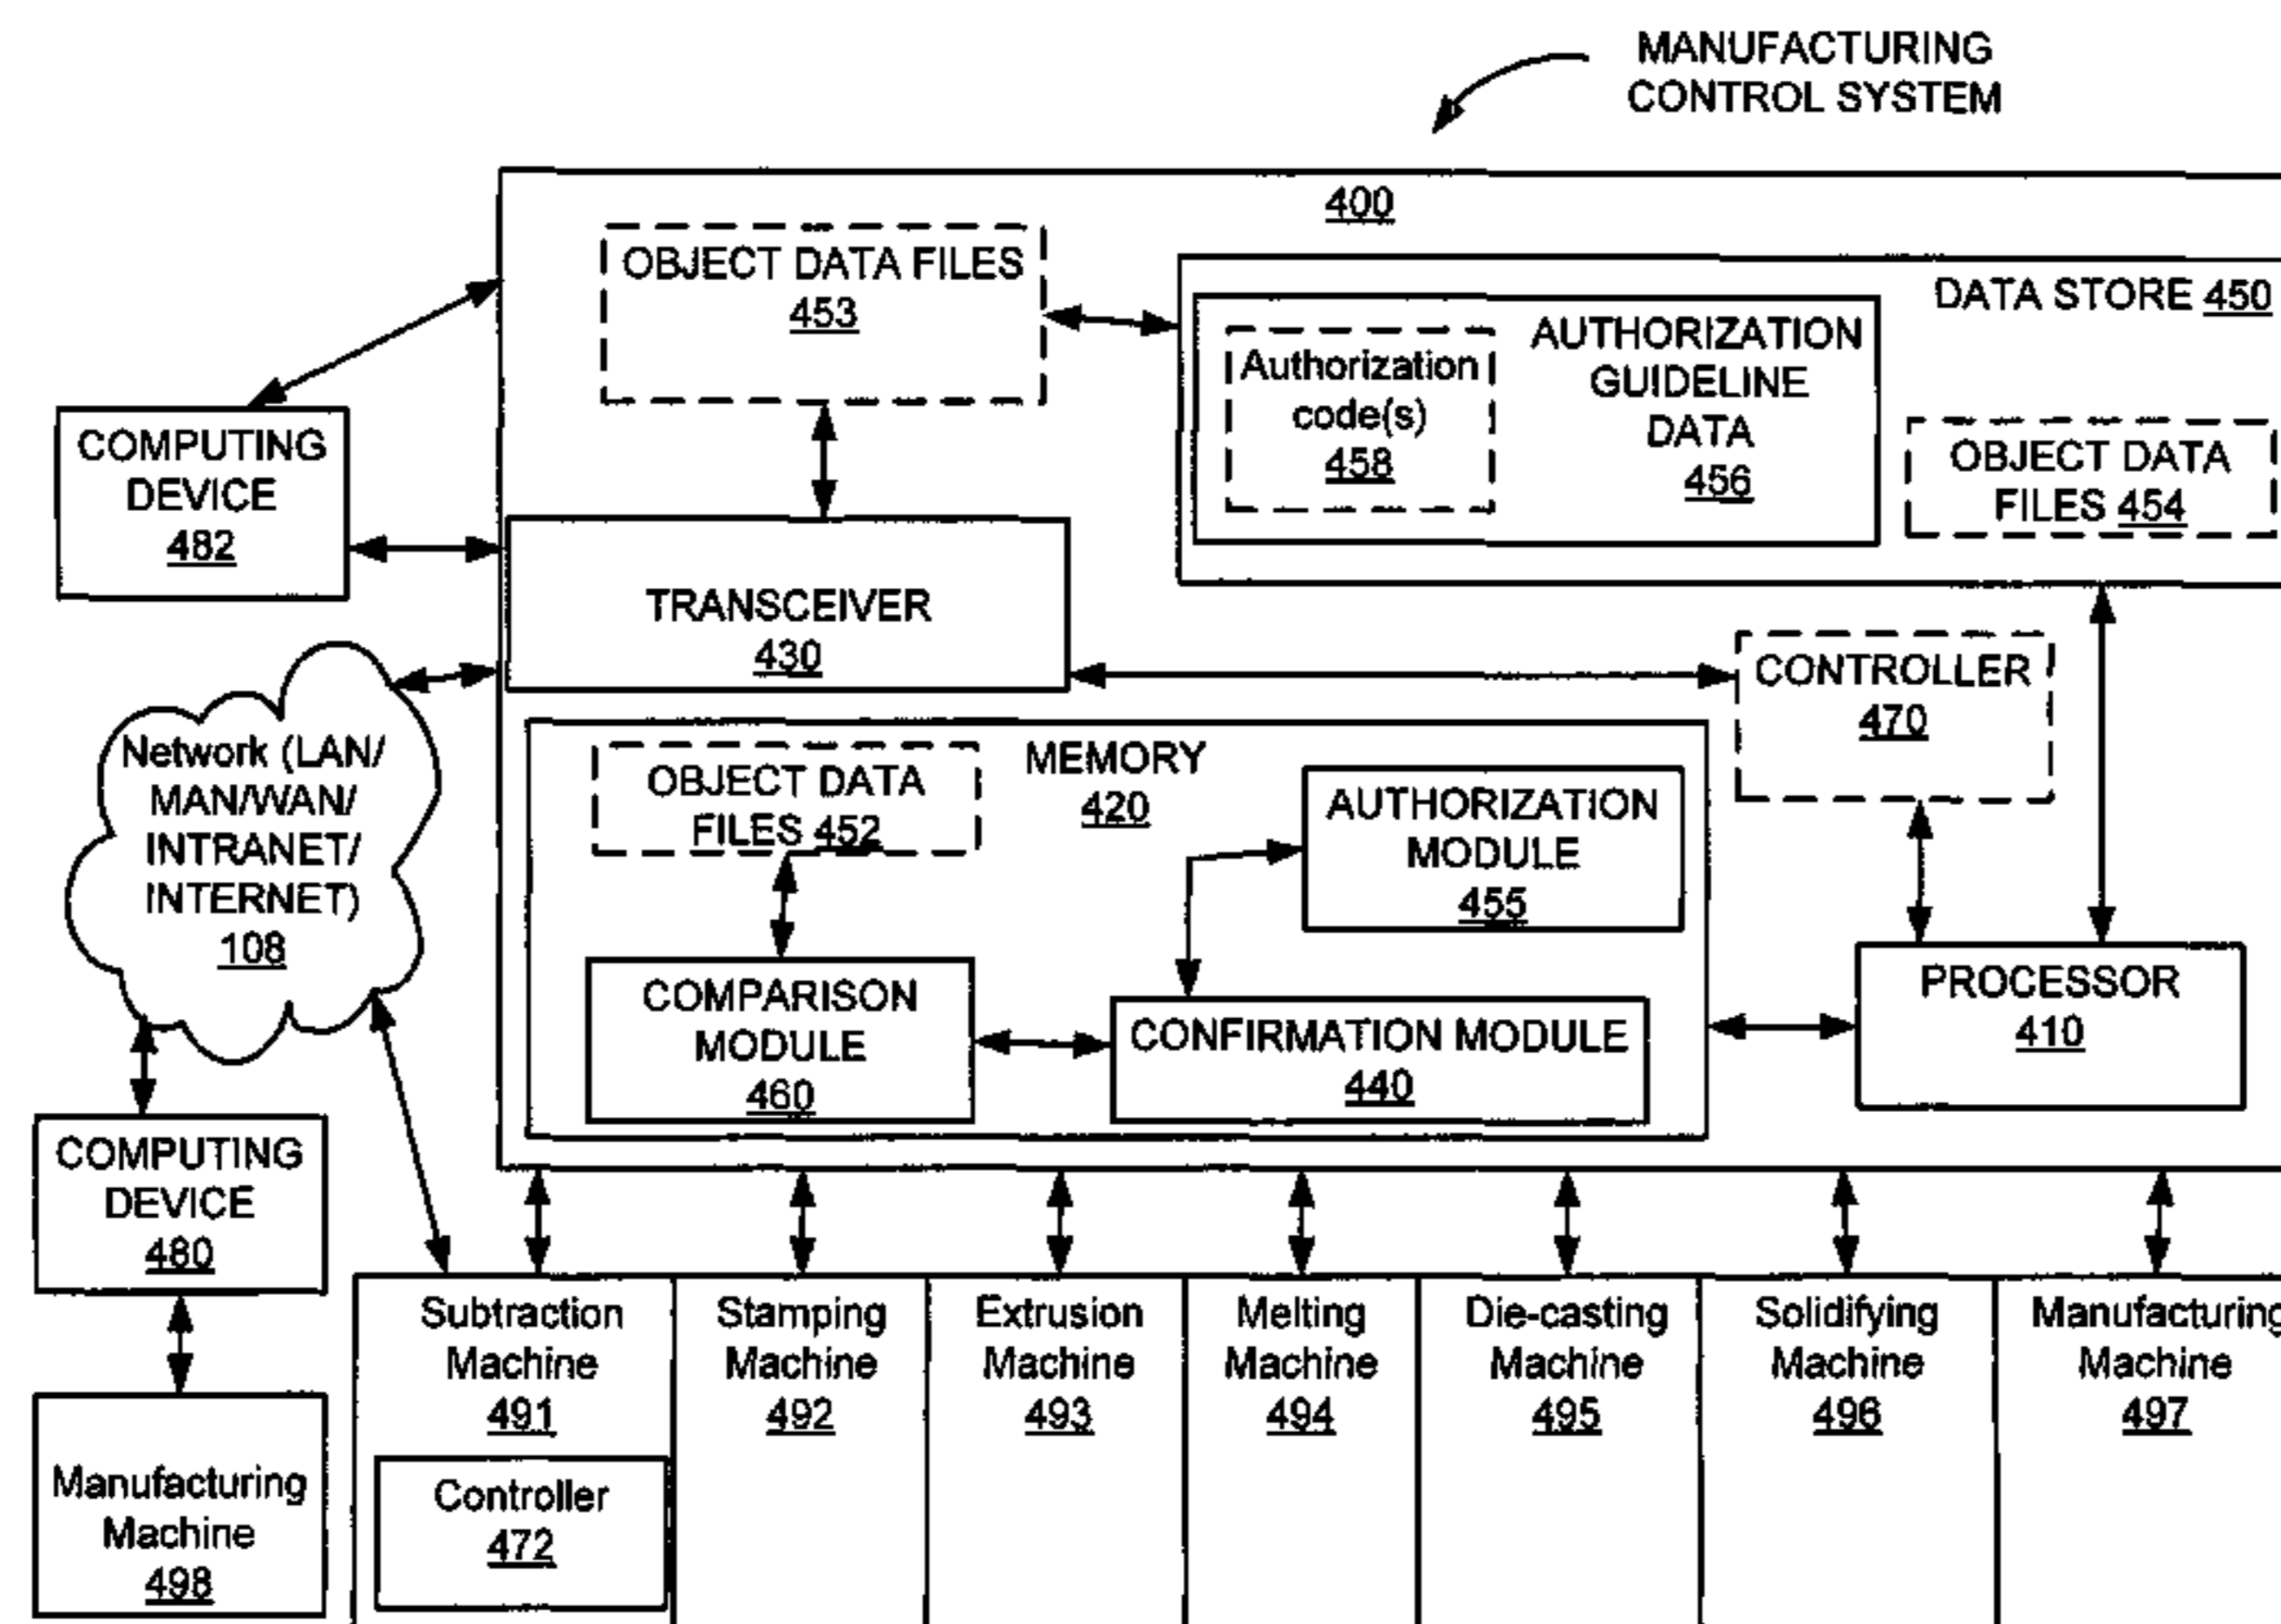 MANUFACTURING
CONTROL SYSTEM
400
OBJECT DATA FILES
453
DATA STORE 450
AUTHORIZATION
GUIDELINE
DATA
456
Authorization
code(s)
458
OBJECT DATA
FILES 454
COMPUTING
DEVICE
482
TRANSCEIVER
430
CONTROLLER
470
Network (LAN/
MAN/WAN/
INTRANET/
INTERNET)
108
MEMORY
420
OBJECT DATA
FILES 452
AUTHORIZATION
MODULE
455
COMPARISON
MODULE
460
CONFIRMATION MODULE
440
PROCESSOR
410
COMPUTING
DEVICE
480
Manufacturing
Machine
498
Subtraction
Machine
491
Controller
472
Stamping
Machine
492
Extrusion
Machine
493
Melting
Machine
494
Die-casting
Machine
495
Solidifying
Machine
496
Manufacturing
Machine
497